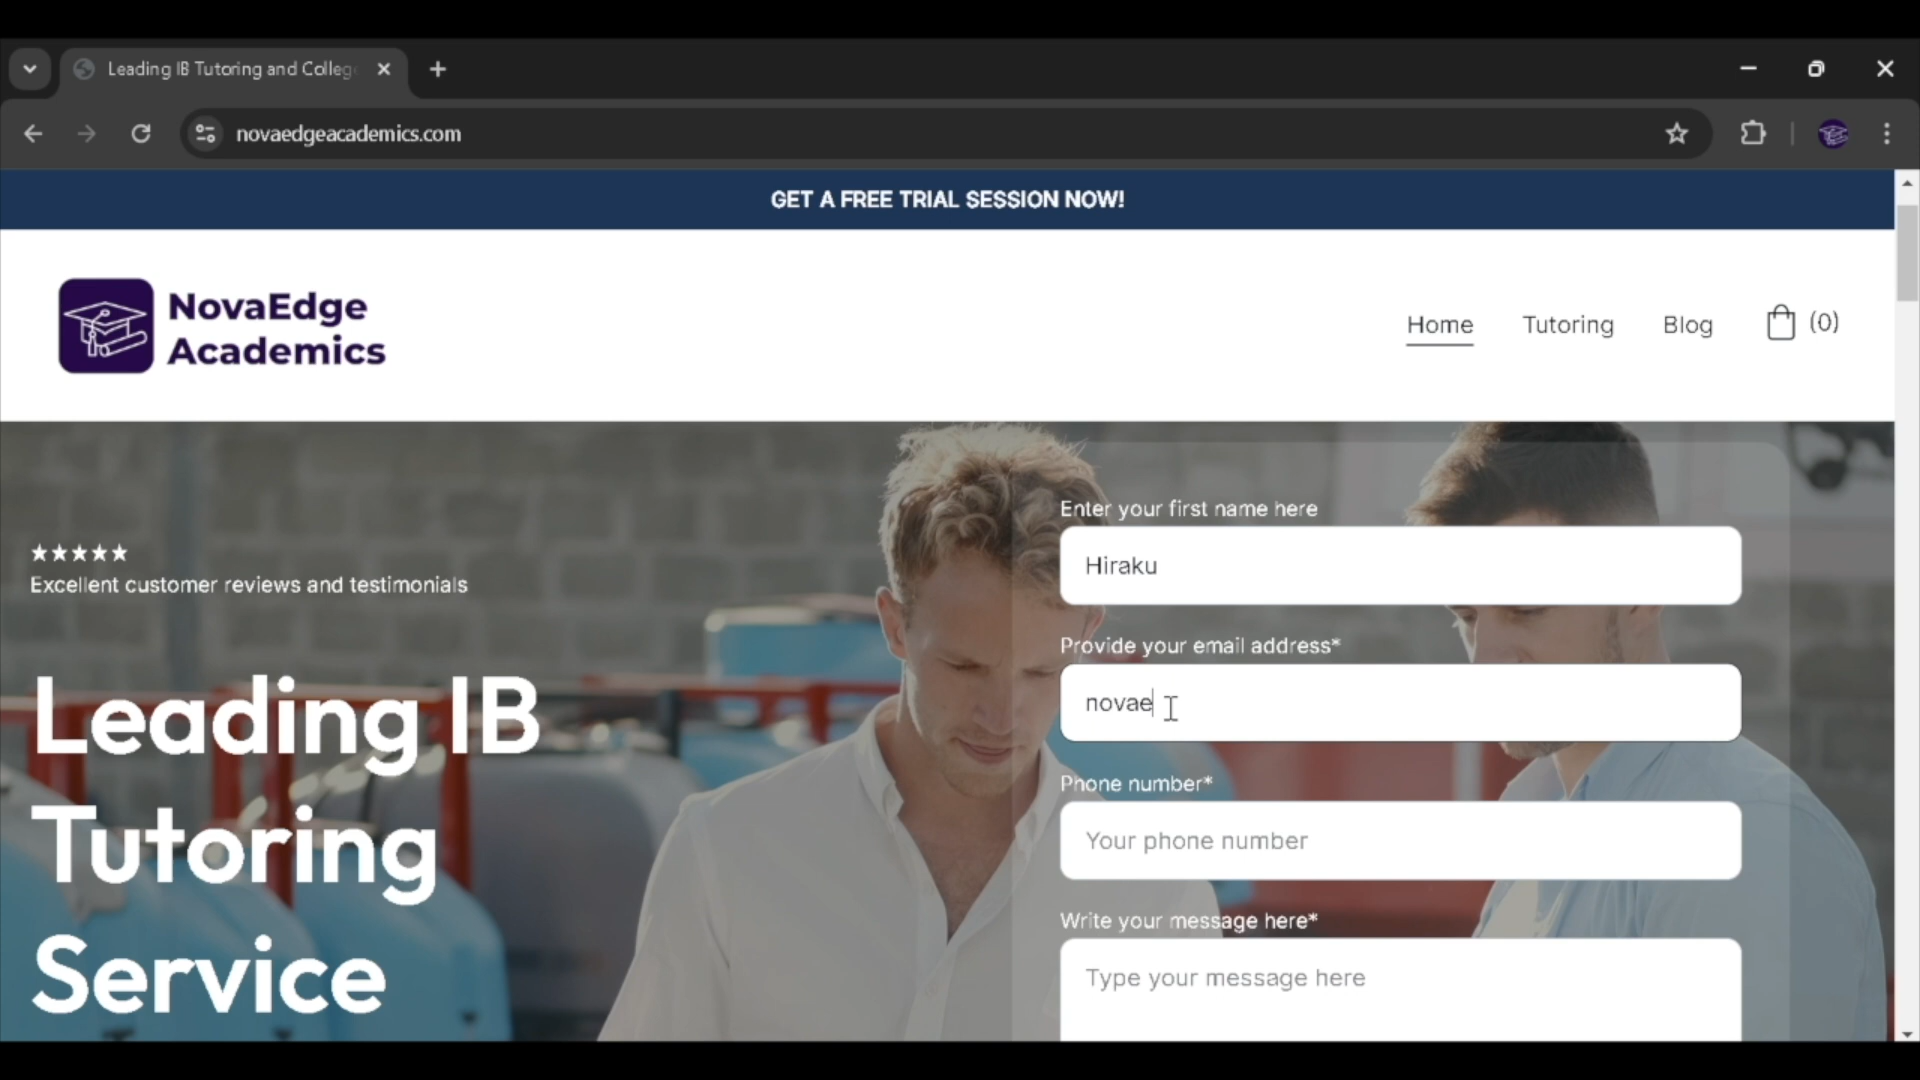 Leading IB Tutoring and Colleg
novaedgeacademics.com
GET A FREE TRIAL SESSION NOW!
NovaEdge
Academics
Home
Tutoring
Blog
(0)
★★★★★
Excellent customer reviews and testimonials
Leading IB
Tutoring
Service
Enter your first name here
Hiraku
Provide your email address*
novae
Phone number*
Your phone number
Write your message here*
Type your message here